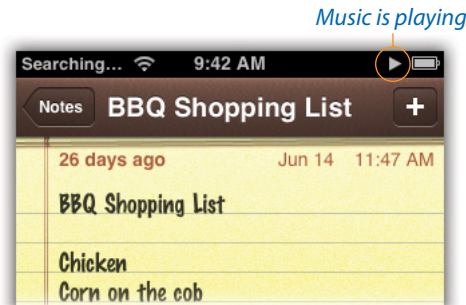 Music is playing
Searching... 9:42 AM
Notes BBQ Shopping List +
26 days ago Jun 14 11:47 AM
BBQ Shopping List
Chicken
Corn on the cob